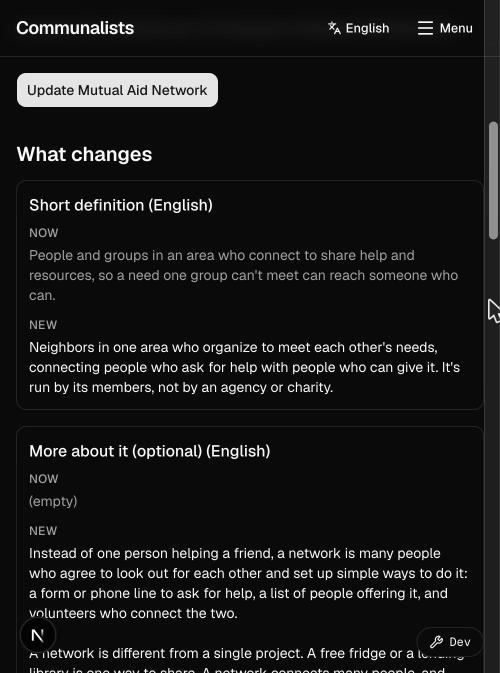 Communalists
English
Menu
Update Mutual Aid Network
What changes
Short definition (English)
NOW
People and groups in an area who connect to share help and
resources, so a need one group can't meet can reach someone who
can.
NEW
Neighbors in one area who organize to meet each other's needs,
connecting people who ask for help with people who can give it. It's
run by its members, not by an agency or charity.
More about it (optional) (English)
NOW
(empty)
NEW
Instead of one person helping a friend, a network is many people
who agree to look out for each other and set up simple ways to do it:
a form or phone line to ask for help, a list of people offering it, and
volunteers who connect the two.
N
Dev
A network is different from a single project. A free fridge or a lending
library is one way to share. A network connects many people, and